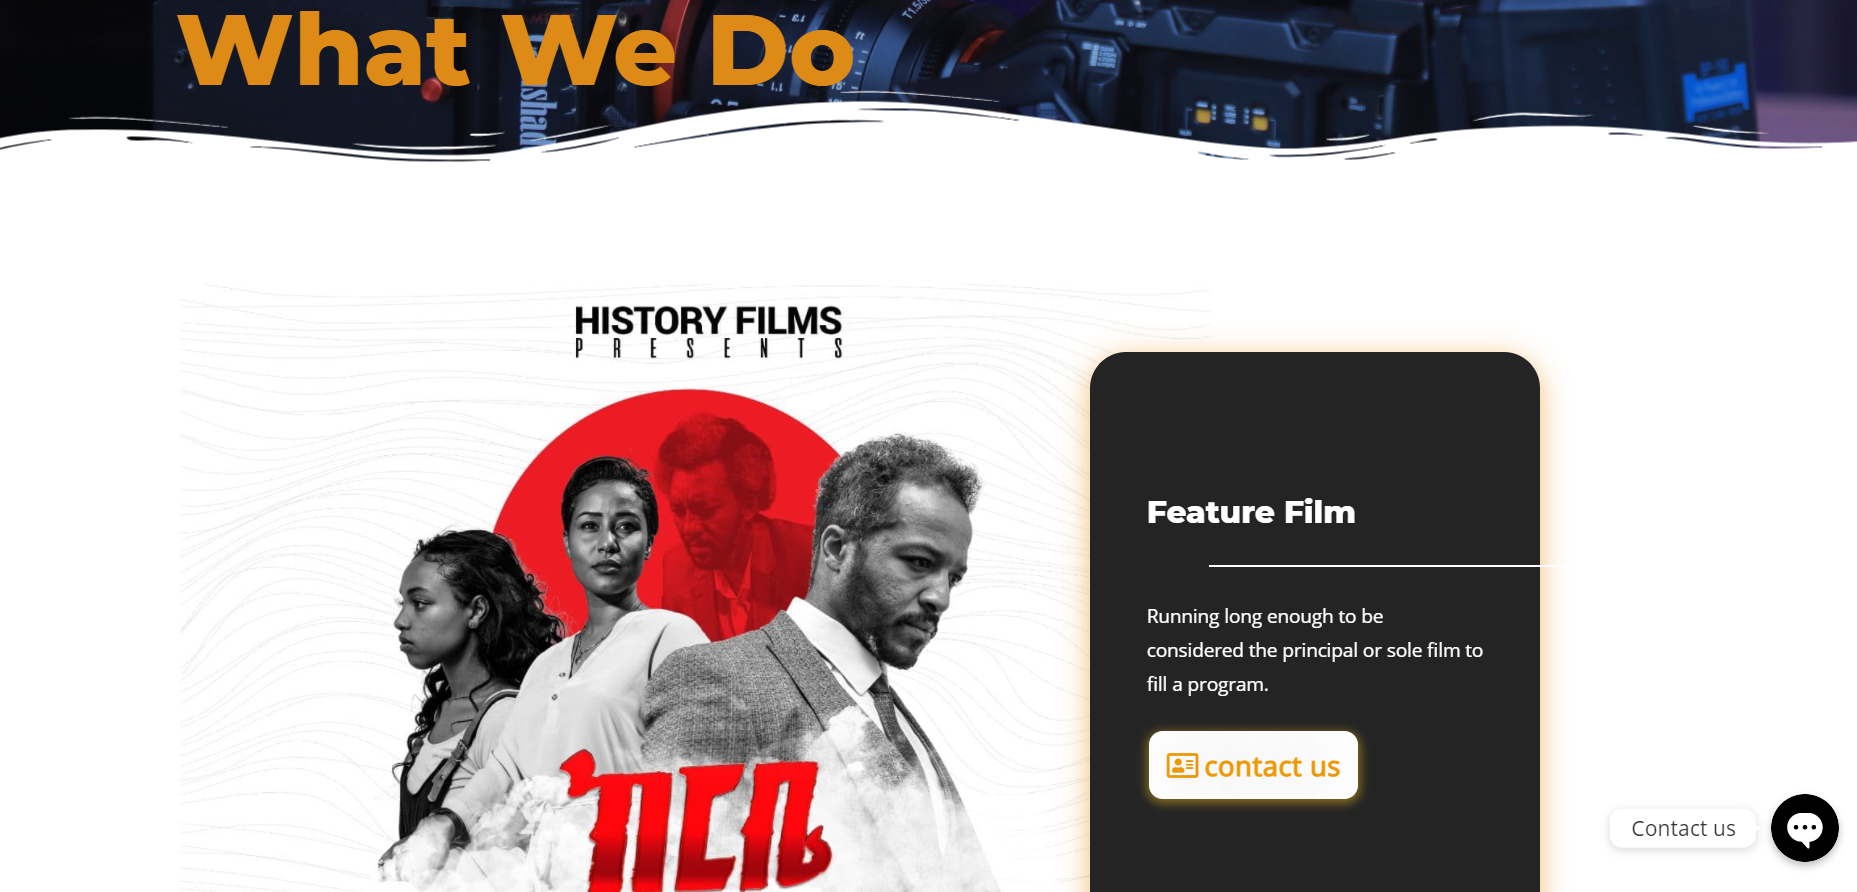 What We Do
HISTORY FILMS
PRESENTS
Feature Film
Running long enough to be
considered the principal or sole film to
fill a program.
contact us
Contact us